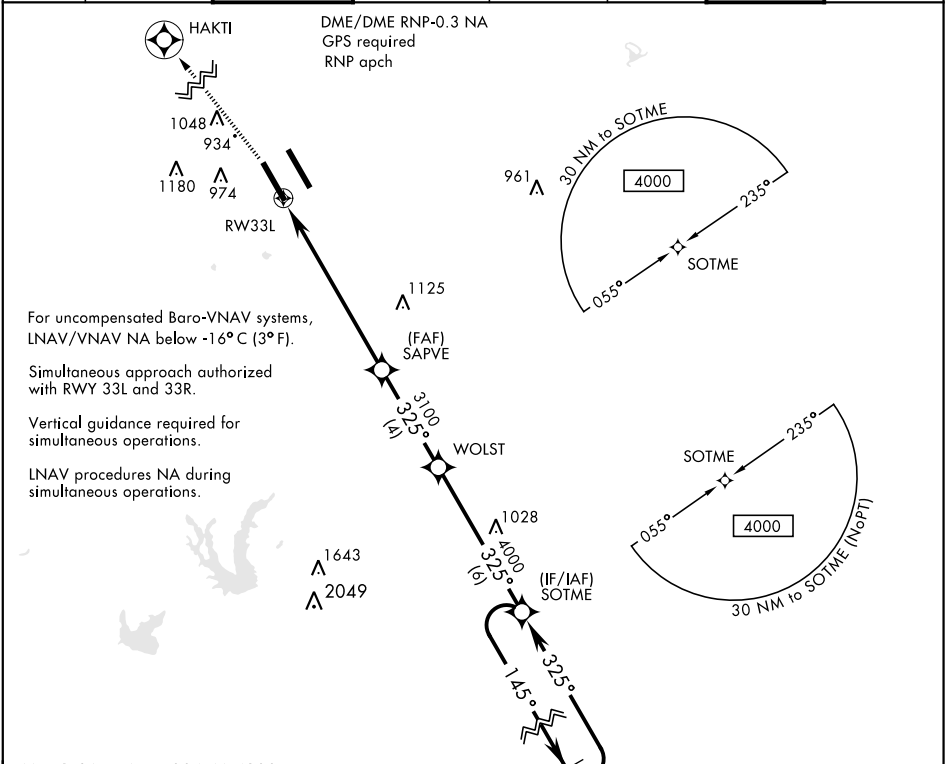 HAKTI
DME/DME RNP-0.3 NA
GPS required
RNP apch
1048
934
1180
974
RW33L
961
30 NM to SOTME
4000
235°
055°
SOTME
1125
For uncompensated Baro-VNAV systems,
LNAV/VNAV NA below -16°C (3°F).
Simultaneous approach authorized
with RWY 33L and 33R.
Vertical guidance required for
simultaneous operations.
LNAV procedures NA during
simultaneous operations.
(FAF)
SAPVE
3100
325°
(4)
WOLST
SOTME
235°
055°
4000
30 NM to SOTME (NoPT)
1028
4000
325°
(6)
(IF/IAF)
SOTME
1643
2049
145°
325°